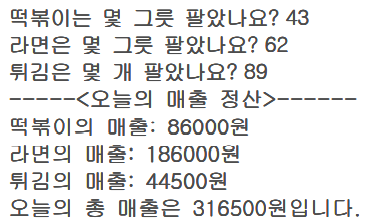 떡볶이는 몇 그릇 팔았나요? 43
라면은 몇 그릇 팔았나요? 62
튀김은 몇 개 팔았나요? 89
-----<오늘의 매출 정산>------
떡볶이의 매출: 86000원
라면의 매출: 186000원
튀김의 매출: 44500원
오늘의 총 매출은 316500원입니다.